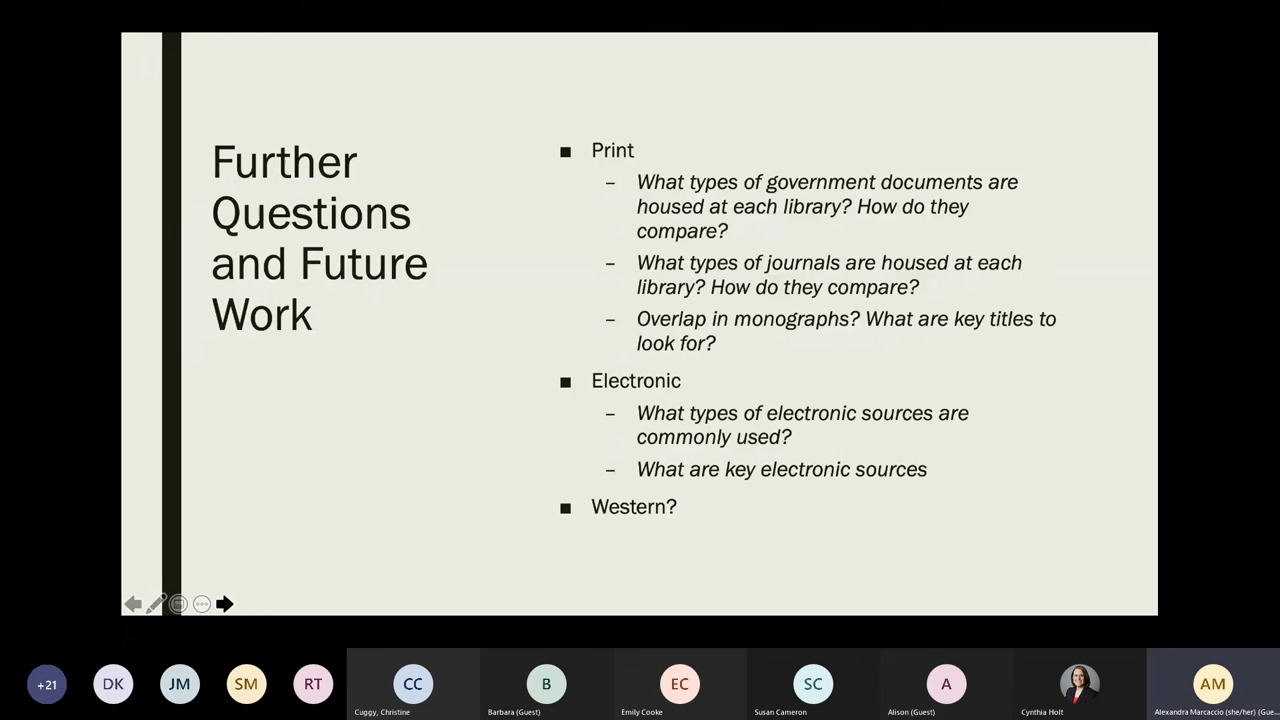 Further
Questions
and Future
Work
■ Print
– What types of government documents are
housed at each library? How do they
compare?
– What types of journals are housed at each
library? How do they compare?
– Overlap in monographs? What are key titles to
look for?
■ Electronic
– What types of electronic sources are
commonly used?
– What are key electronic sources
■ Western?
+21
DK
JM
SM
RT
CC
Cuggy, Christine
B
Barbara (Guest)
EC
Emily Cooke
SC
Susan Cameron
A
Alison (Guest)
Cynthia Holt
AM
Alexandra Marcaccio (she/her) (Gue...